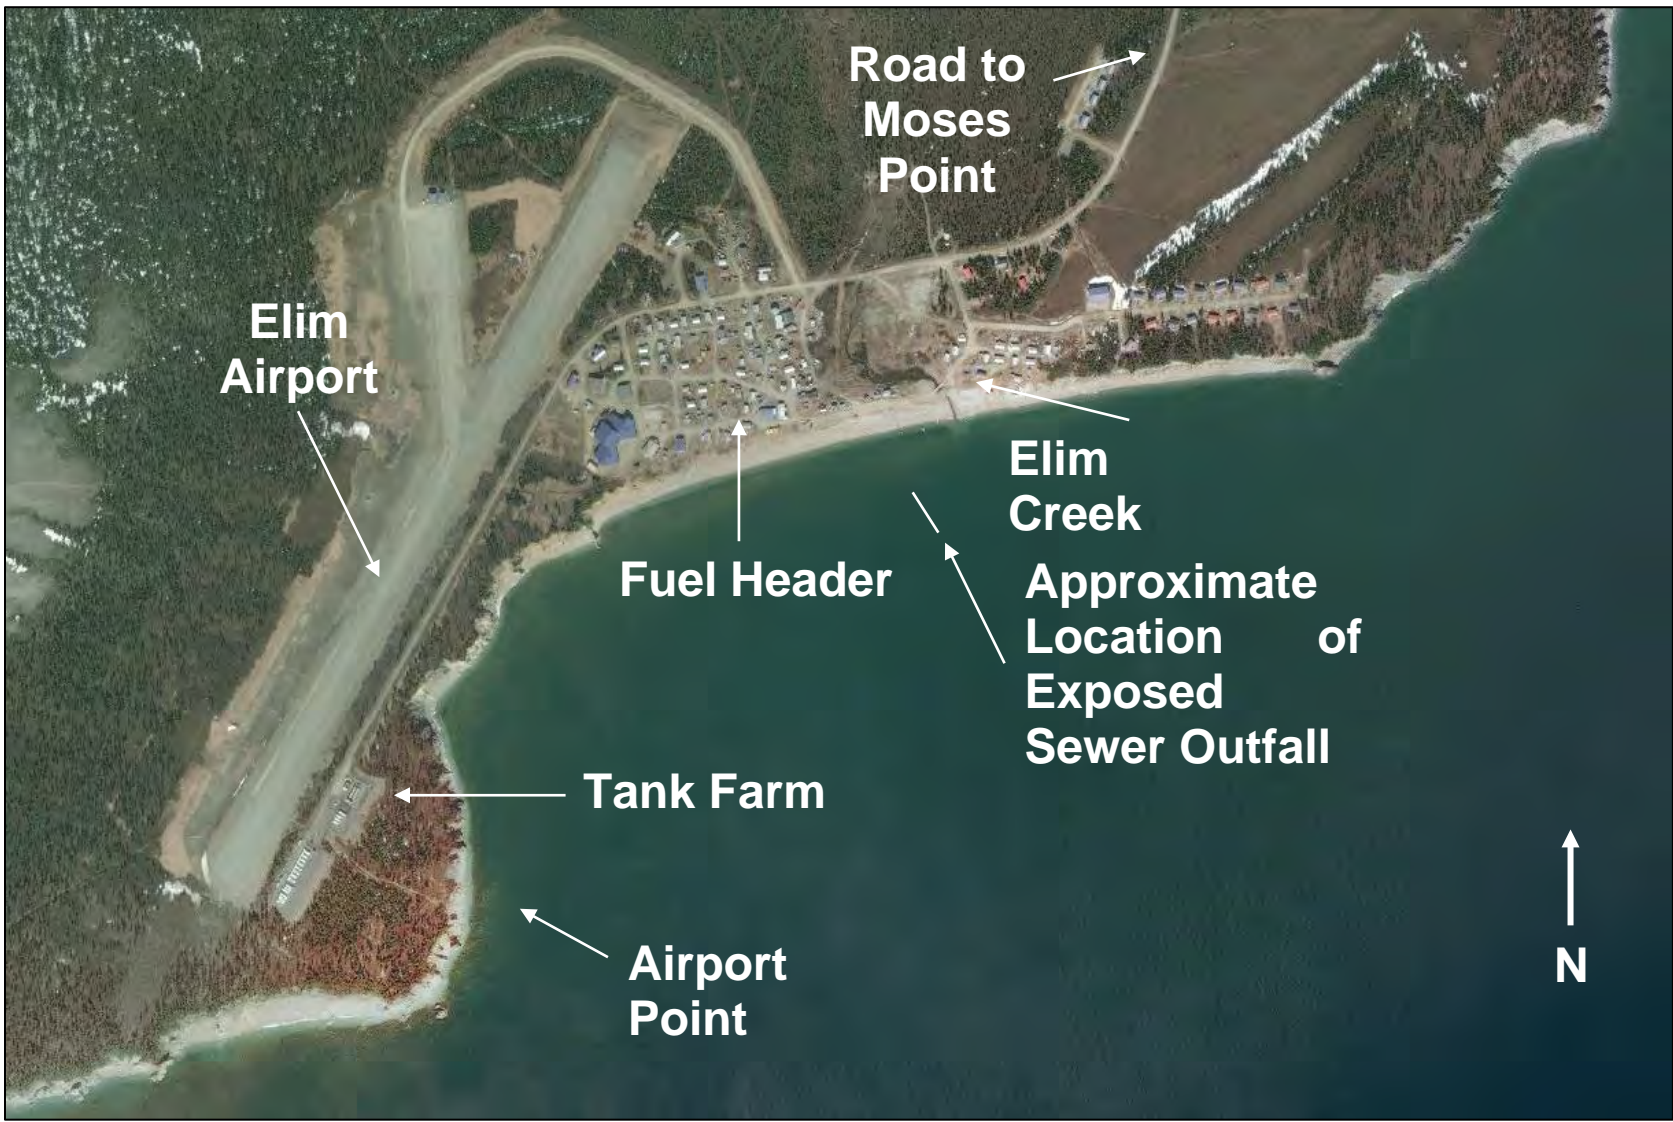 Road to
Moses
Point
Elim
Airport
Elim
Creek
Fuel Header
Approximate
Location of
Exposed
Sewer Outfall
Tank Farm
Airport
Point
N